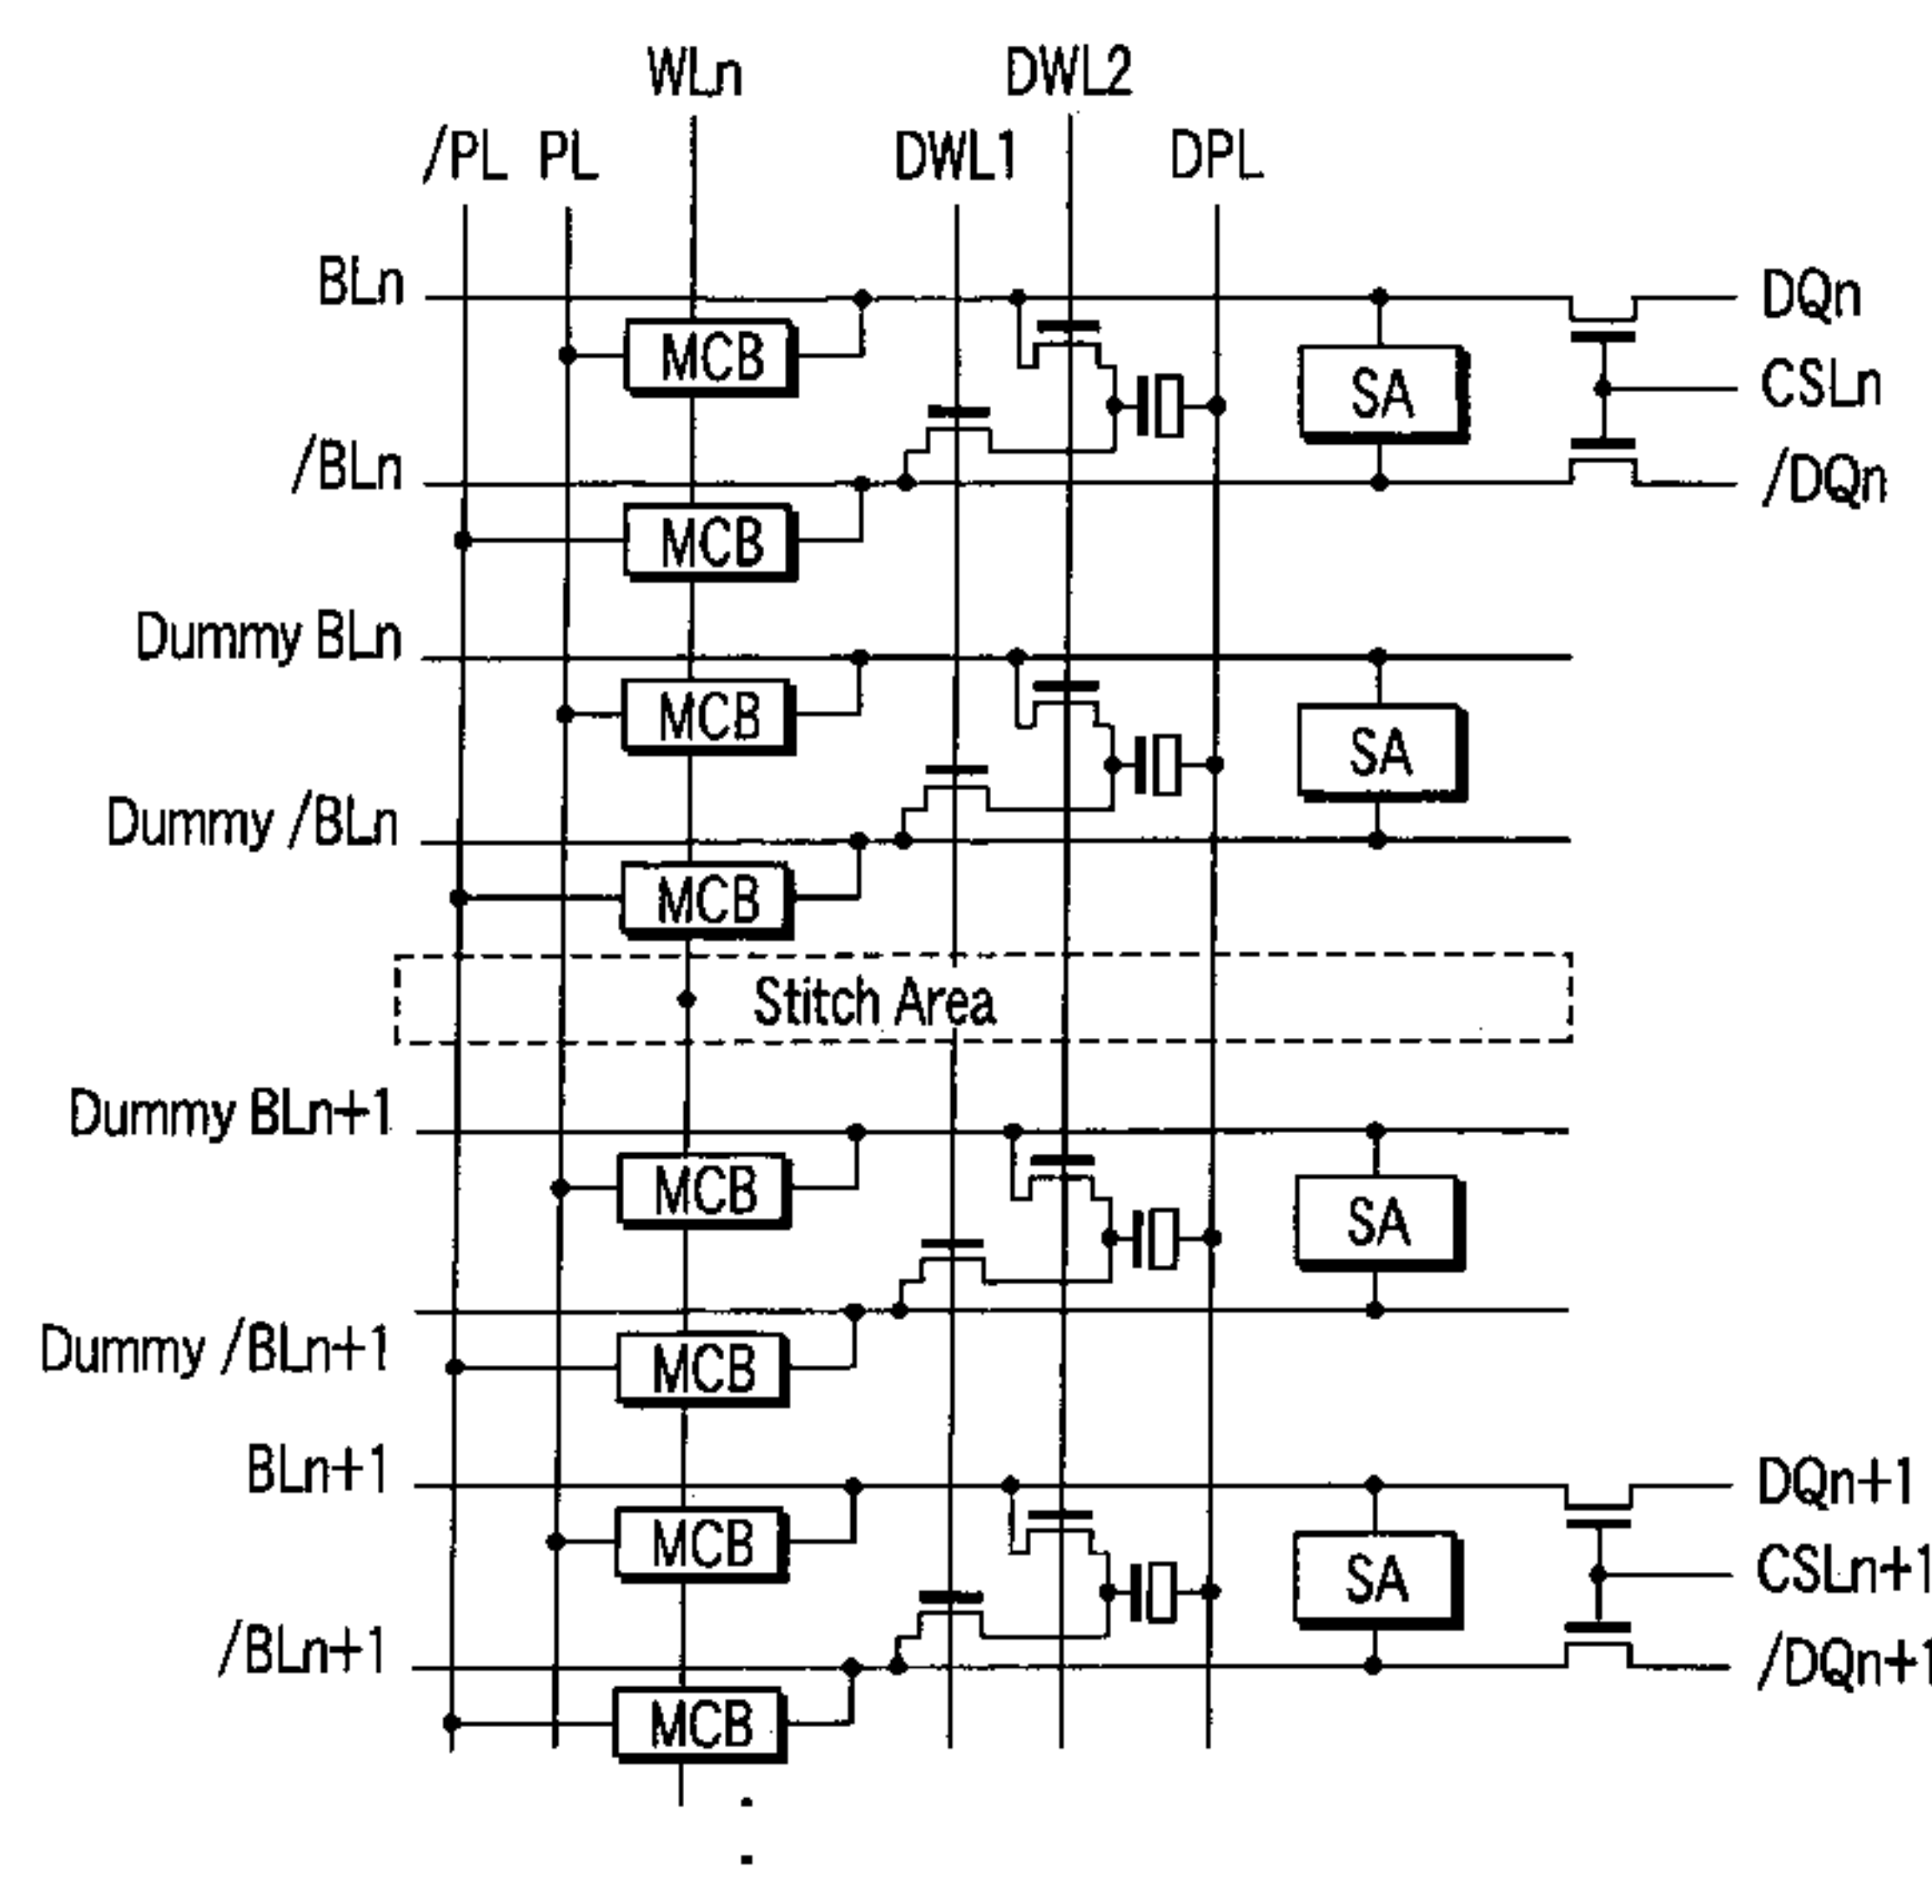 WLn
DWL2
/PL
PL
DWL1
DPL
BLn
DQn
MCB
SA
CSLn
/BLn
/DQn
MCB
Dummy BLn
MCB
SA
Dummy /BLn
MCB
Stitch Area
Dummy BLn+1
MCB
SA
Dummy /BLn+1
MCB
BLn+1
DQn+1
MCB
SA
CSLn+1
/BLn+1
/DQn+1
MCB